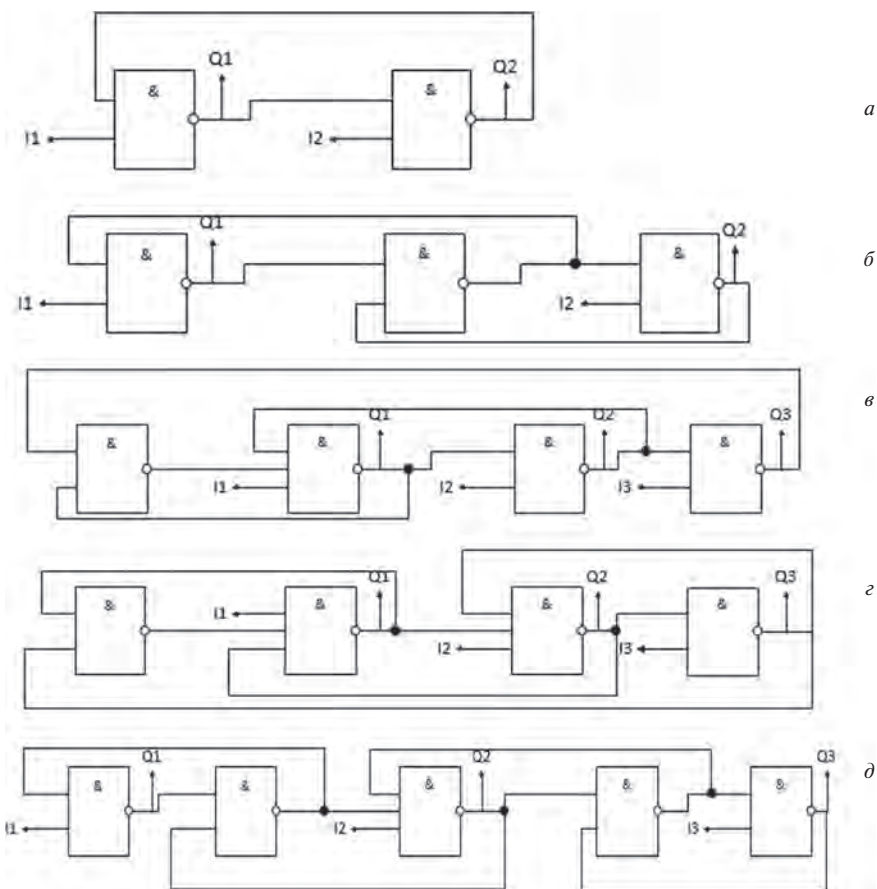 Q1 Q2
& &
I1 I2 а
Q1 Q2
& & & б
I1 I2
Q1 Q2 Q3 в
& & & &
I1 I2 I3
Q1 Q2 Q3 г
& I1 & & &
I2 I3
Q1 Q2 Q3
& & & & & д
I1 I2 I3